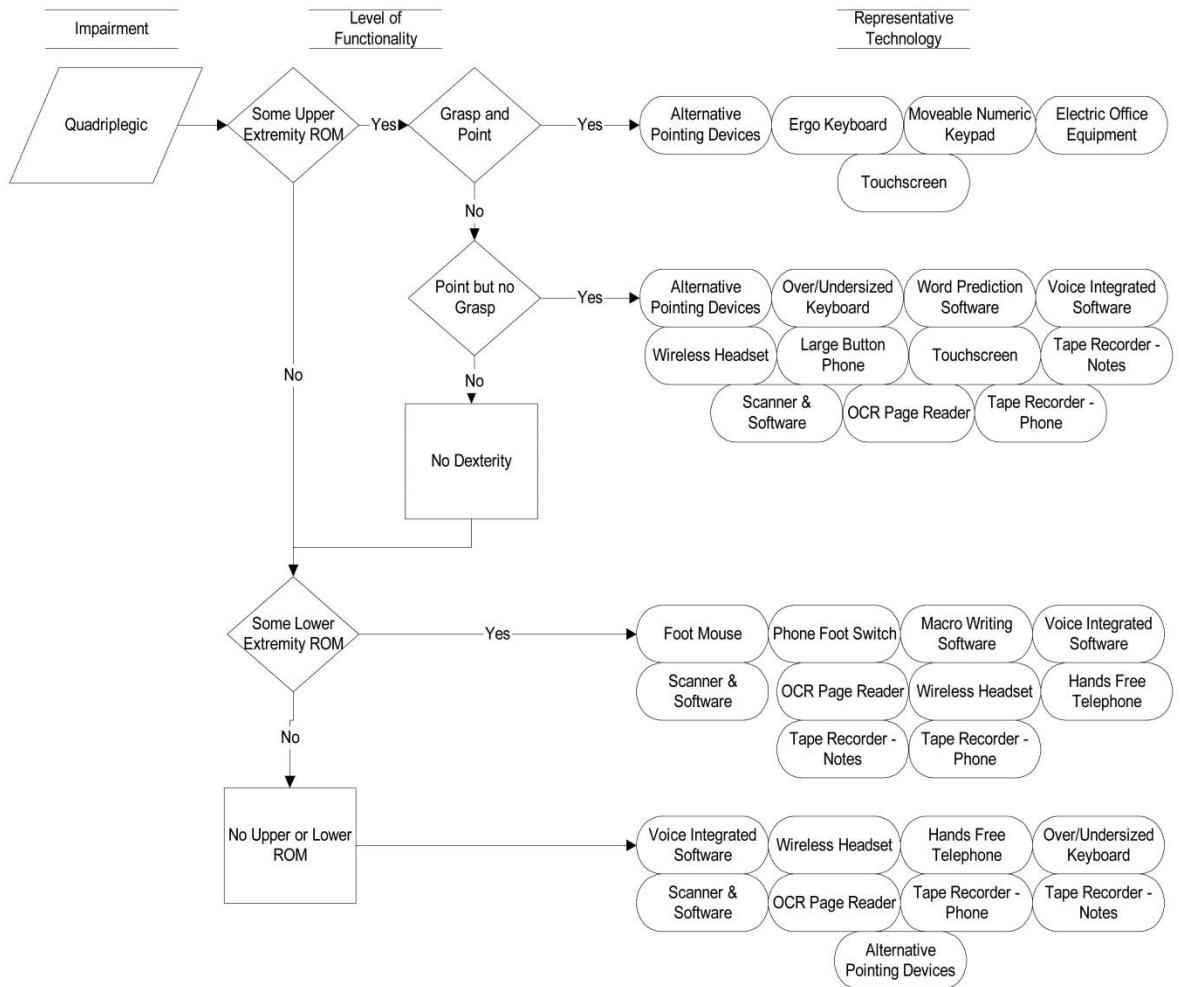 Impairment
Level of
Functionality
Representative
Technology
Quadriplegic
Some Upper
Extremity ROM
Yes
Grasp and
Point
Yes
Alternative
Pointing Devices
Ergo Keyboard
Moveable Numeric
Keypad
Electric Office
Equipment
Touchscreen
No
Point but no
Grasp
Yes
Alternative
Pointing Devices
Over/Undersized
Keyboard
Word Prediction
Software
Voice Integrated
Software
Wireless Headset
Large Button
Phone
Touchscreen
Tape Recorder -
Notes
Scanner &
Software
OCR Page Reader
Tape Recorder -
Phone
No
No
No Dexterity
Some Lower
Extremity ROM
Yes
Foot Mouse
Phone Foot Switch
Macro Writing
Software
Voice Integrated
Software
Scanner &
Software
OCR Page Reader
Wireless Headset
Hands Free
Telephone
Tape Recorder -
Notes
Tape Recorder -
Phone
No
No Upper or Lower
ROM
Voice Integrated
Software
Wireless Headset
Hands Free
Telephone
Over/Undersized
Keyboard
Scanner &
Software
OCR Page Reader
Tape Recorder -
Phone
Tape Recorder -
Notes
Alternative
Pointing Devices